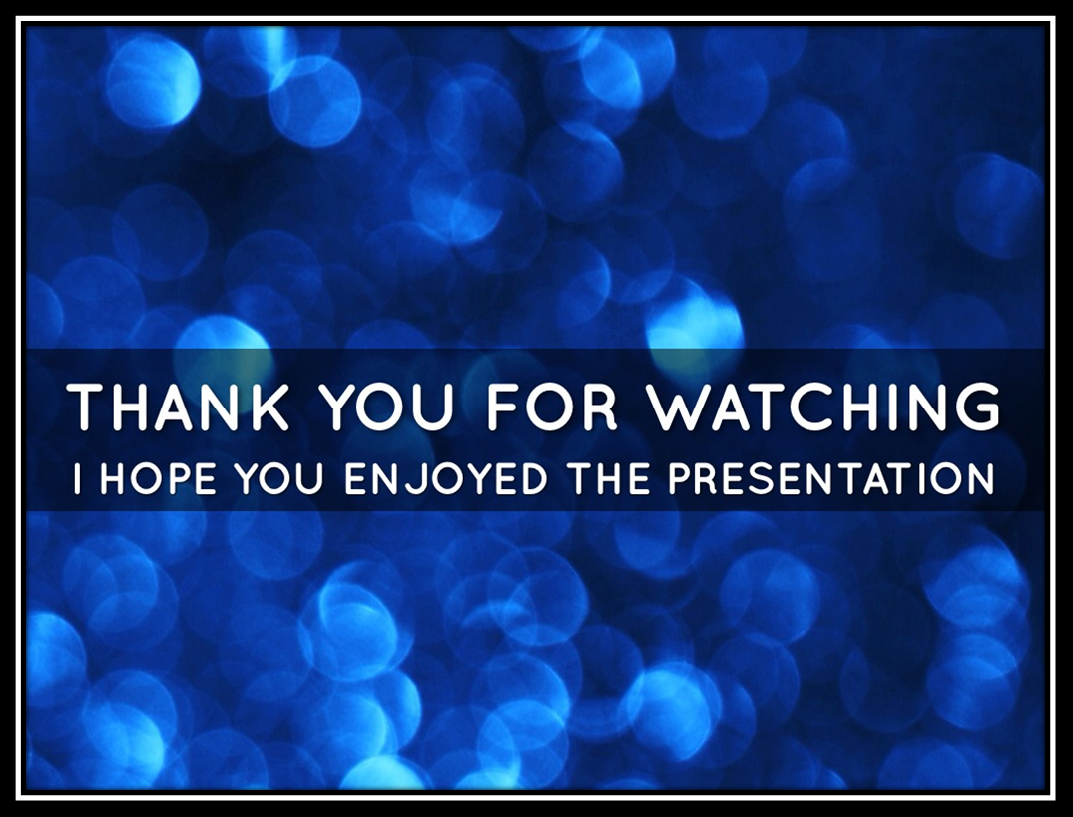 THANK YOU FOR WATCHING
I HOPE YOU ENJOYED THE PRESENTATION